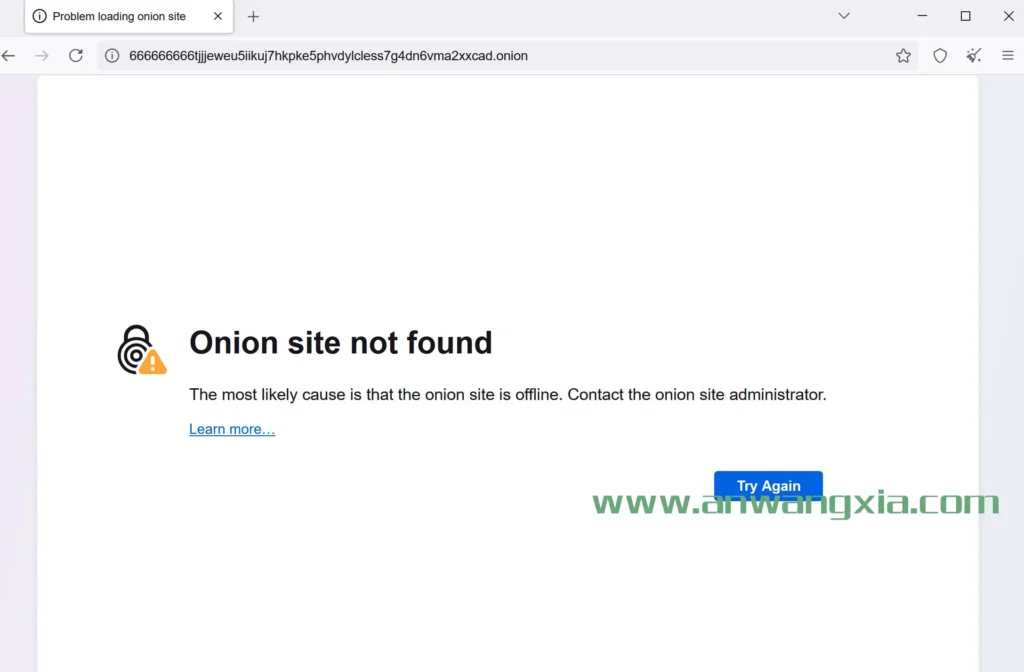 Problem loading onion site
666666666tjjjeweu5iikuj7hkpke5phvdylcless7g4dn6vma2xxcad.onion
Onion site not found
The most likely cause is that the onion site is offline. Contact the onion site administrator.
Learn more…
Try Again
www.anwangxia.com